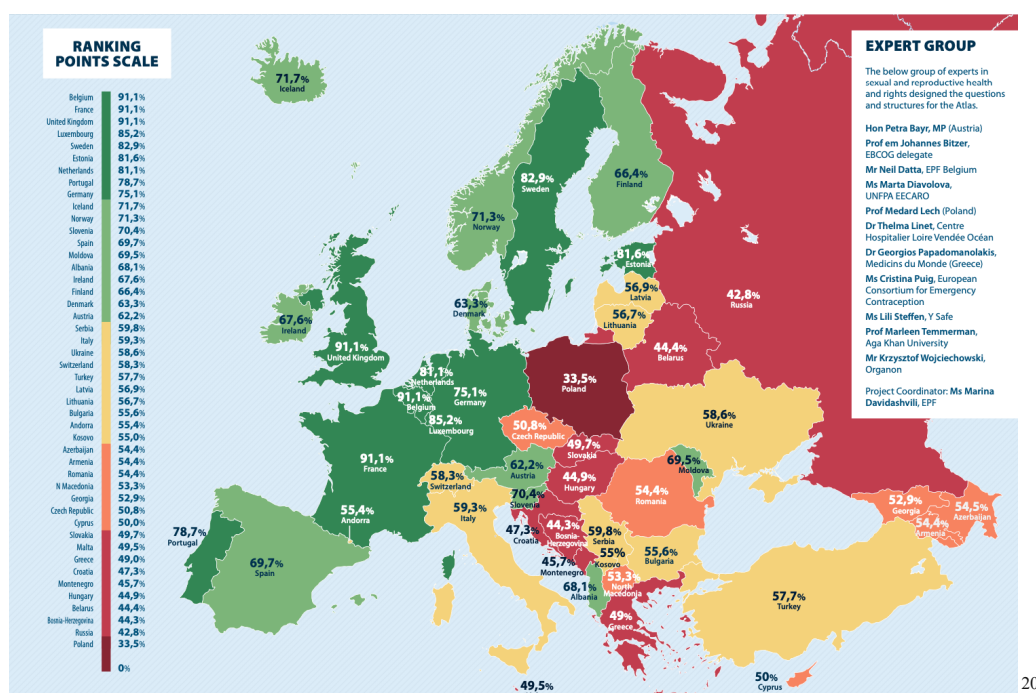 RANKING
POINTS SCALE
Belgium 91,1%
France 91,1%
United Kingdom 91,1%
Luxembourg 85,2%
Sweden 82,9%
Estonia 81,6%
Netherlands 81,1%
Portugal 78,7%
Germany 75,1%
Iceland 71,7%
Norway 71,3%
Slovenia 70,4%
Spain 69,7%
Moldova 69,5%
Albania 68,1%
Ireland 67,6%
Finland 66,4%
Denmark 63,3%
Austria 62,2%
Serbia 59,8%
Italy 59,3%
Ukraine 58,6%
Switzerland 58,3%
Turkey 57,7%
Latvia 56,9%
Lithuania 56,7%
Bulgaria 55,6%
Andorra 55,4%
Kosovo 55,0%
Azerbaijan 54,4%
Armenia 54,4%
Romania 54,4%
N Macedonia 53,3%
Georgia 52,9%
Czech Republic 50,8%
Cyprus 50,0%
Slovakia 49,7%
Malta 49,5%
Greece 49,0%
Croatia 47,3%
Montenegro 45,7%
Hungary 44,9%
Belarus 44,4%
Bosnia-Herzegovina 44,3%
Russia 42,8%
Poland 33,5%
0%
71,7%
Iceland
82,9%
Sweden
66,4%
Finland
71,3%
Norway
81,6%
Estonia
56,9%
Latvia
56,7%
Lithuania
63,3%
Denmark
67,6%
Ireland
91,1%
United Kingdom
81,1%
Netherlands
91,1%
Belgium
85,2%
Luxembourg
75,1%
Germany
33,5%
Poland
44,4%
Belarus
42,8%
Russia
58,6%
Ukraine
50,8%
Czech Republic
49,7%
Slovakia
62,2%
Austria
44,9%
Hungary
69,5%
Moldova
54,4%
Romania
91,1%
France
58,3%
Switzerland
59,3%
Italy
70,4%
Slovenia
47,3%
Croatia
44,3%
Bosnia-
Herzegovina
59,8%
Serbia
55%
Kosovo
55,6%
Bulgaria
45,7%
Montenegro
53,3%
North
Macedonia
68,1%
Albania
49%
Greece
55,4%
Andorra
78,7%
Portugal
69,7%
Spain
57,7%
Turkey
52,9%
Georgia
54,4%
Armenia
54,5%
Azerbaijan
50%
Cyprus
49,5%
EXPERT GROUP
The below group of experts in
sexual and reproductive health
and rights designed the questions
and structures for the Atlas.
Hon Petra Bayr, MP (Austria)
Prof em Johannes Bitzer,
EBCOG delegate
Mr Neil Datta, EPF Belgium
Ms Marta Diavolova,
UNFPA EECARO
Prof Medard Lech (Poland)
Dr Thelma Linet, Centre
Hospitalier Loire Vendée Océan
Dr Georgios Papadomanolakis,
Medicins du Monde (Greece)
Ms Cristina Puig, European
Consortium for Emergency
Contraception
Ms Lili Steffen, Y Safe
Prof Marleen Temmerman,
Aga Khan University
Mr Krzysztof Wojciechowski,
Organon
Project Coordinator: Ms Marina
Davidashvili, EPF
20